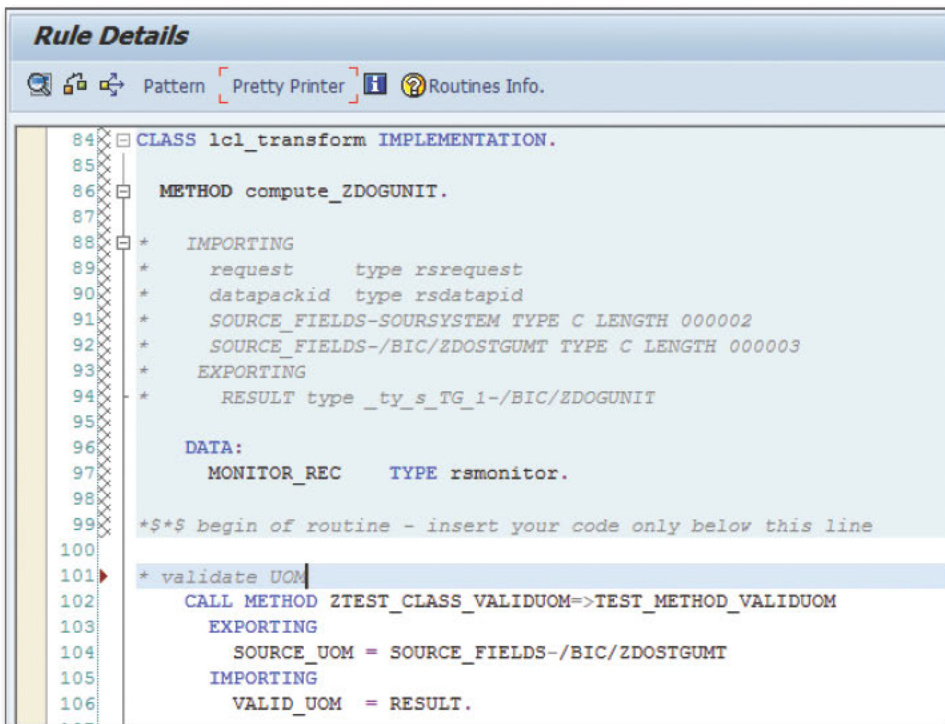 Rule Details
Pattern Pretty Printer Routines Info.
84 CLASS lcl_transform IMPLEMENTATION.
85
86 METHOD compute_ZDOGUNIT.
87
88 * IMPORTING
89 * request type rsrequest
90 * datapackid type rsdatapid
91 * SOURCE_FIELDS-SOURSYSTEM TYPE C LENGTH 000002
92 * SOURCE_FIELDS-/BIC/ZDOSTGUMT TYPE C LENGTH 000003
93 * EXPORTING
94 * RESULT type _ty_s_TG_1-/BIC/ZDOGUNIT
95
96 DATA:
97 MONITOR_REC TYPE rsmonitor.
98
99 *$*$ begin of routine - insert your code only below this line
100
101 * validate UOM
102 CALL METHOD ZTEST_CLASS_VALIDUOM=>TEST_METHOD_VALIDUOM
103 EXPORTING
104 SOURCE_UOM = SOURCE_FIELDS-/BIC/ZDOSTGUMT
105 IMPORTING
106 VALID_UOM = RESULT.